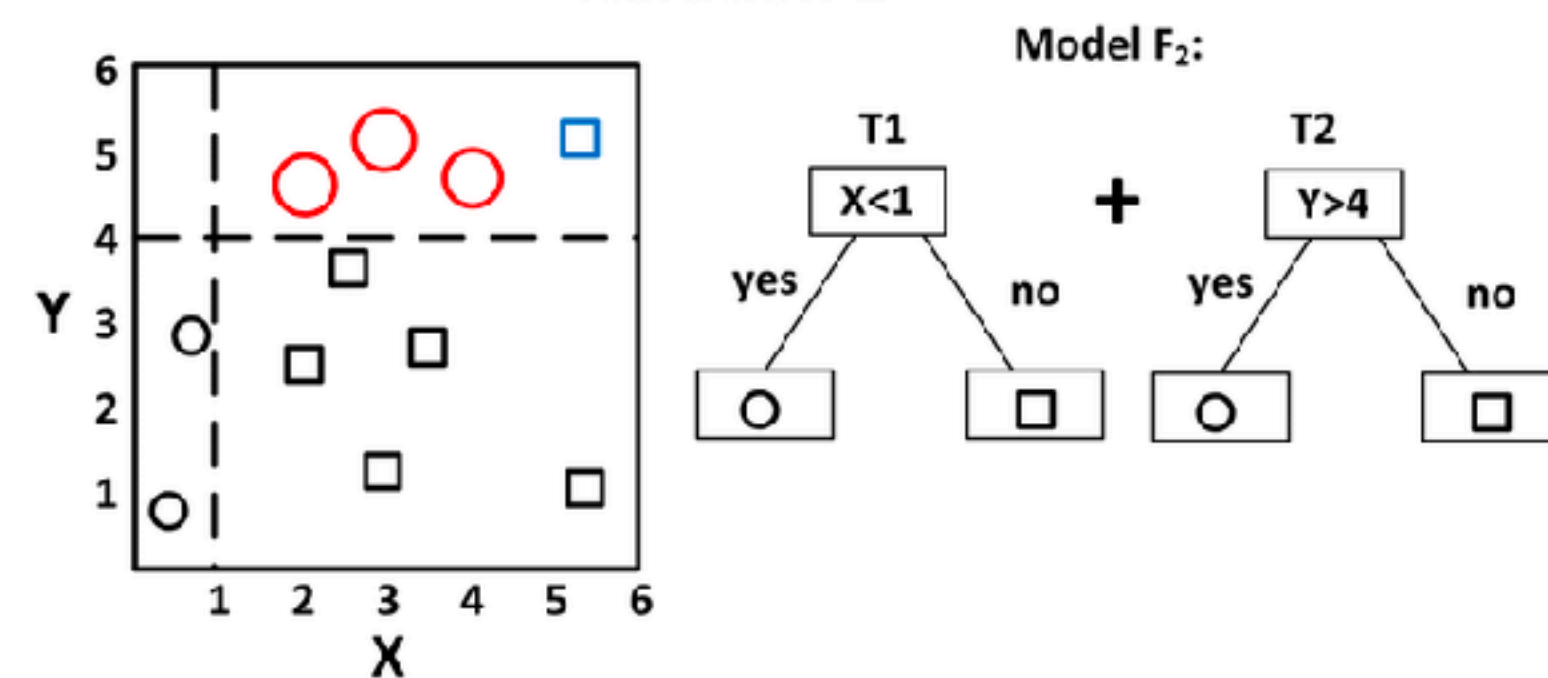 Model F₂:
6
5
4
3
2
1
Y
1 2 3 4 5 6
X
T1
X<1
yes
no
+
T2
Y>4
yes
no